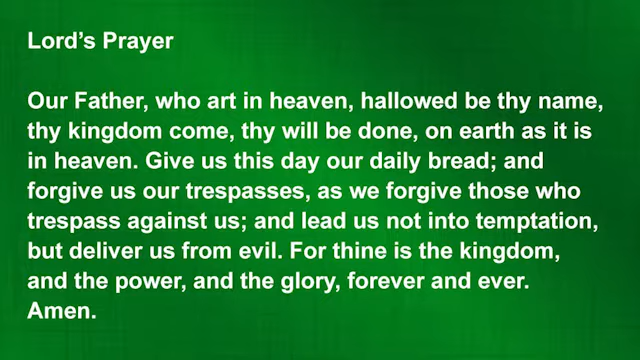 Lord’s Prayer
Our Father, who art in heaven, hallowed be thy name,
thy kingdom come, thy will be done, on earth as it is
in heaven. Give us this day our daily bread; and
forgive us our trespasses, as we forgive those who
trespass against us; and lead us not into temptation,
but deliver us from evil. For thine is the kingdom,
and the power, and the glory, forever and ever.
Amen.